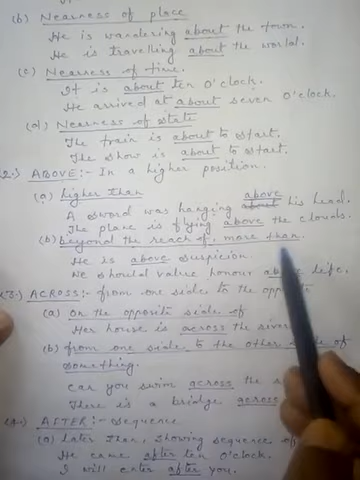 (b) Nearness of place
He is wandering about the town.
He is travelling about the world.
(c) Nearness of time.
It is about ten O'clock.
He arrived at about seven O'clock.
(d) Nearness of state
The train is about to start.
The show is about to start.
2.) ABOVE:- In a higher position.
(a) higher than
A sword was hanging above his head.
The plane is flying above the clouds.
(b) beyond the reach of, more than.
He is above suspicion.
We should value honour above life.
(3.) ACROSS:- from one side to the opposite
(a) On the opposite side of
Her house is across the
(b) from one side to the other of
something.
Can you swim across the
There is a bridge across
(4.) AFTER:- Sequence
(a) Later than, showing sequence of
He came after ten O'clock.
I will enter after you.